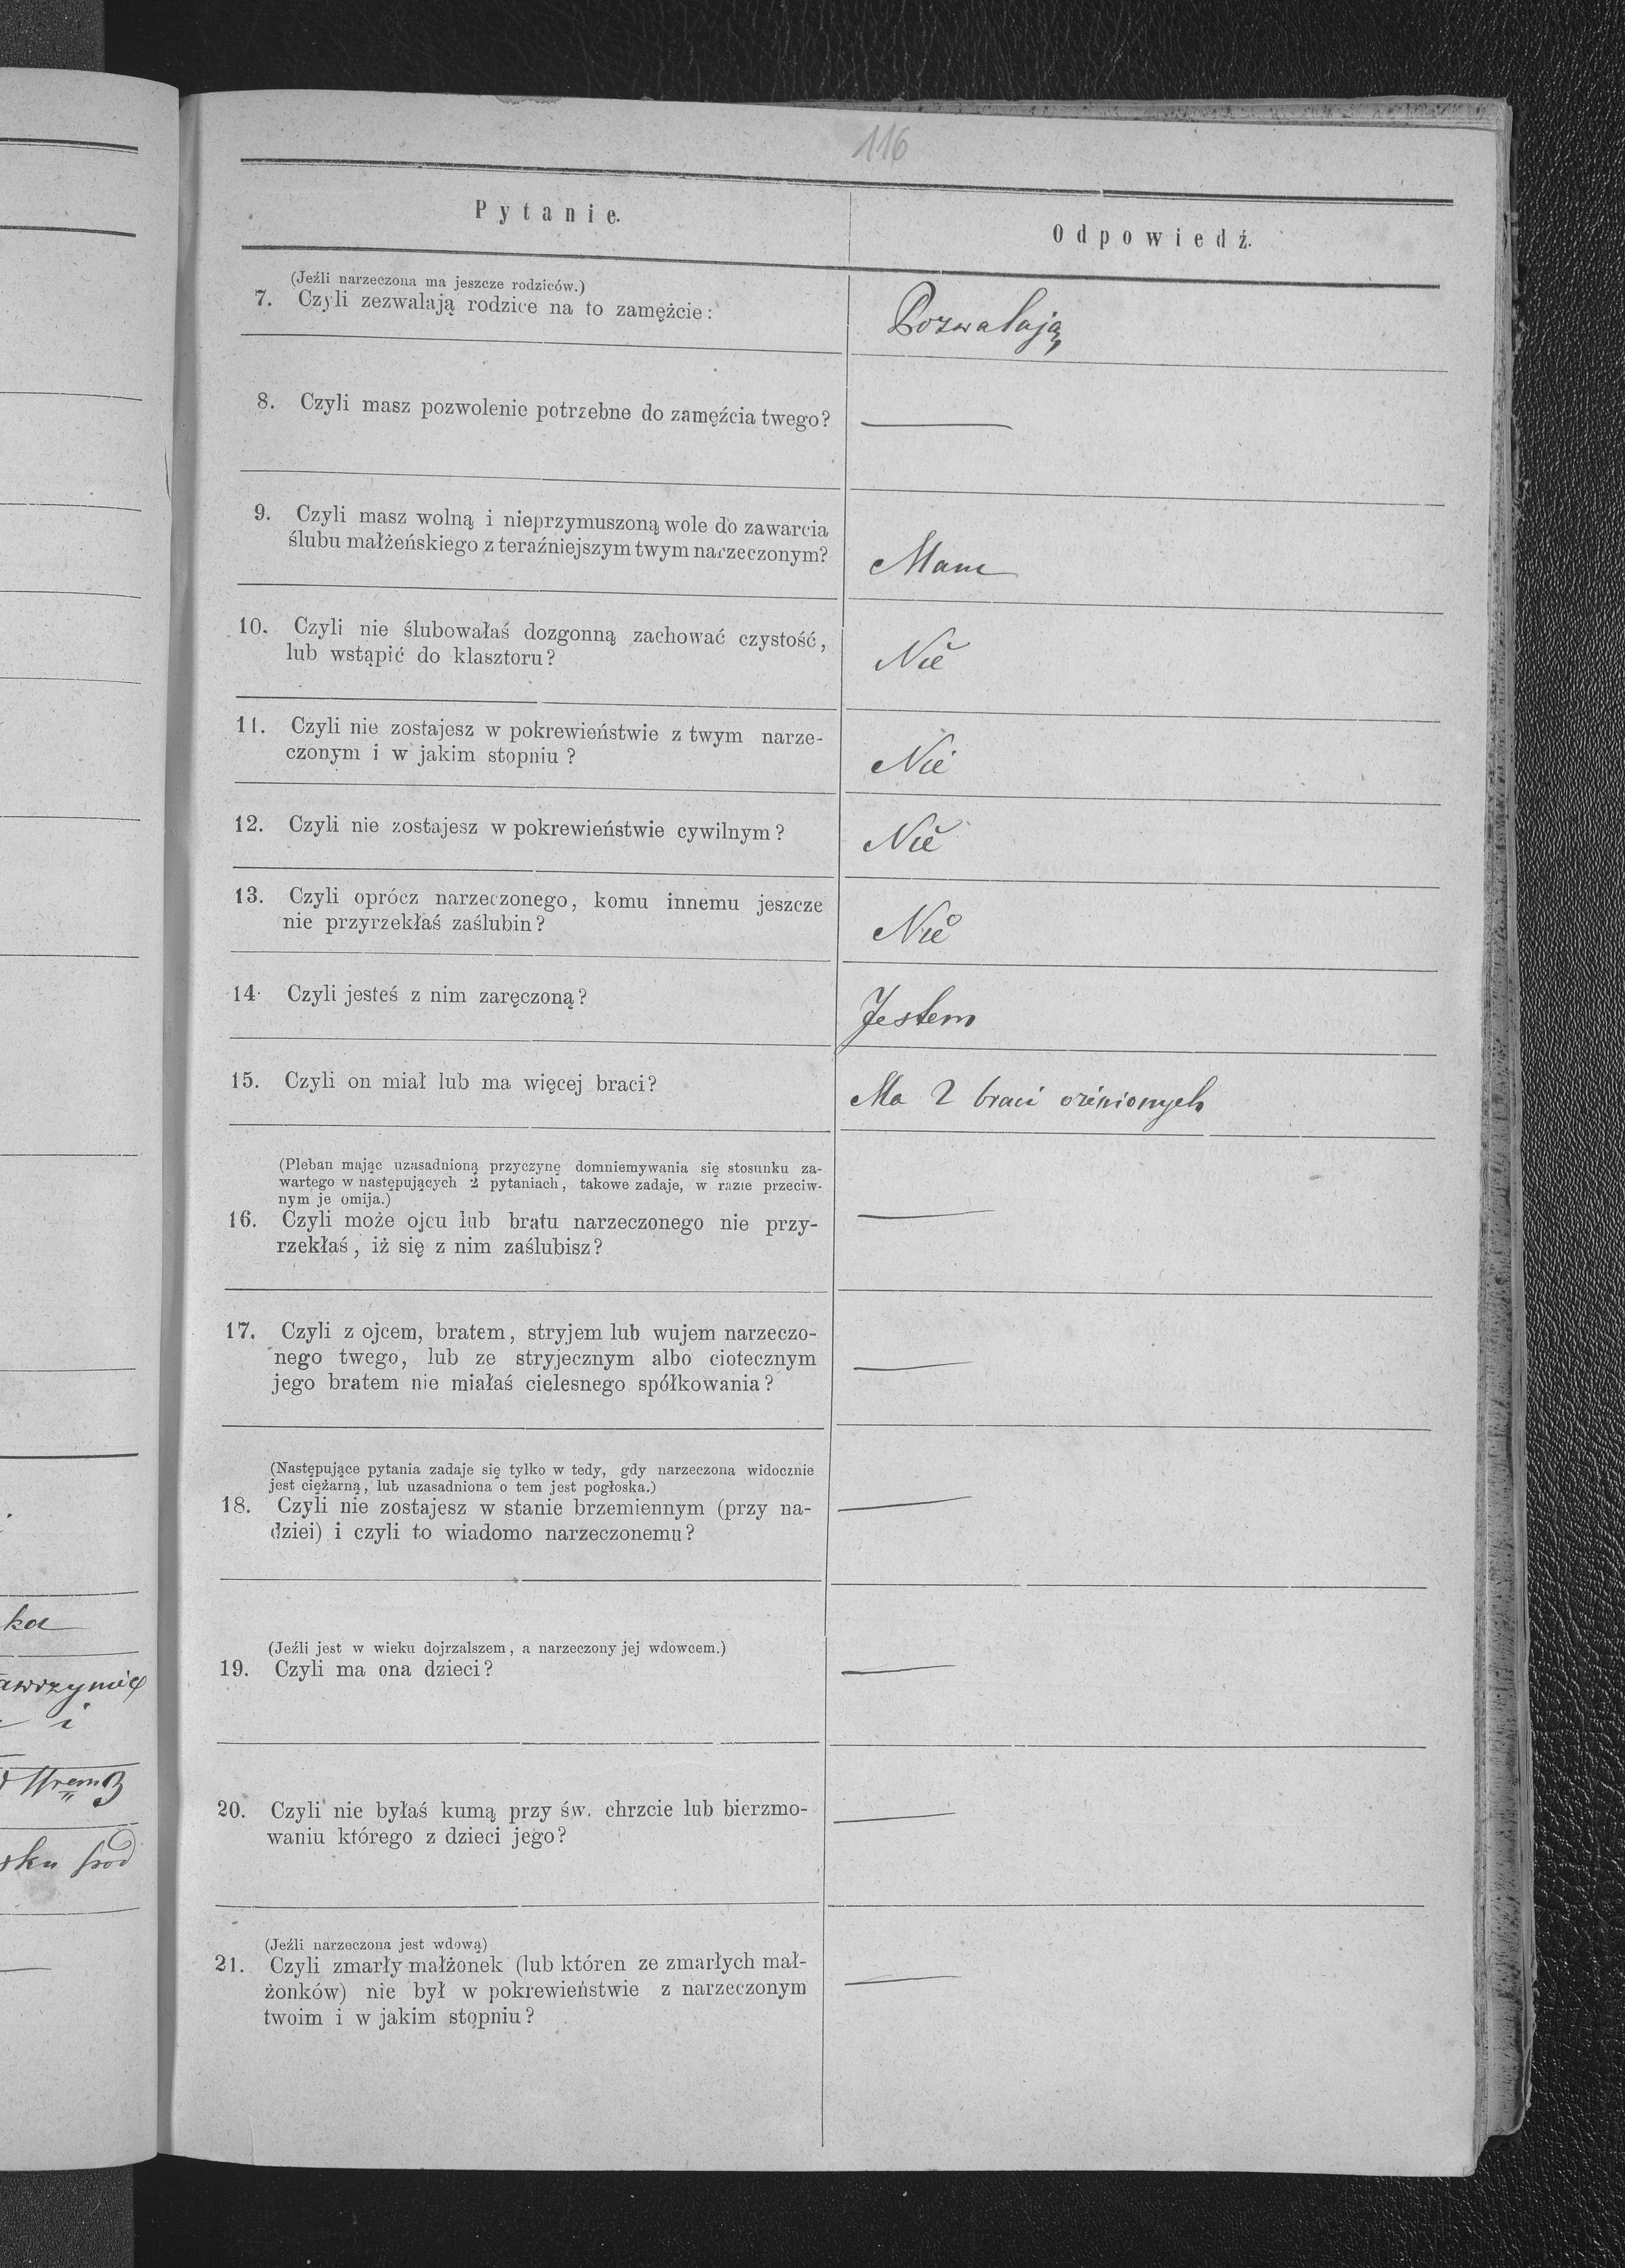 116
Pytanie.
Odpowiedź.
(Jeźli narzeczona ma jeszcze rodziców.)
7. Czyli zezwalają rodzice na to zamężcie:
Pozwalają
8. Czyli masz pozwolenie potrzebne do zamęźcia twego?
9. Czyli masz wolną i nieprzymuszoną wole do zawarcia
ślubu małżeńskiego z teraźniejszym twym narzeczonym?
Mam
10. Czyli nie ślubowałaś dozgonną zachować czystość,
lub wstąpić do klasztoru?
Nie
11. Czyli nie zostajesz w pokrewieństwie z twym narze-
czonym i w jakim stopniu?
Nie
12. Czyli nie zostajesz w pokrewieństwie cywilnym?
Nie
13. Czyli oprócz narzeczonego, komu innemu jeszcze
nie przyrzekłaś zaślubin?
Nie
14. Czyli jesteś z nim zaręczoną?
Jestem
15. Czyli on miał lub ma więcej braci?
Ma 2 braci ożenionych
(Pleban mając uzasadnioną przyczynę domniemywania się stosunku za-
wartego w następujących 2 pytaniach, takowe zadaje, w razie przeciw-
nym je omija.)
16. Czyli może ojcu lub bratu narzeczonego nie przy-
rzekłaś, iż się z nim zaślubisz?
17. Czyli z ojcem, bratem, stryjem lub wujem narzeczo-
nego twego, lub ze stryjecznym albo ciotecznym
jego bratem nie miałaś cielesnego spółkowania?
(Następujące pytania zadaje się tylko w tedy, gdy narzeczona widocznie
jest ciężarną, lub uzasadniona o tem jest pogłoska.)
18. Czyli nie zostajesz w stanie brzemiennym (przy na-
dziei) i czyli to wiadomo narzeczonemu?
(Jeźli jest w wieku dojrzalszem, a narzeczony jej wdowcem.)
19. Czyli ma ona dzieci?
20. Czyli nie byłaś kumą przy św. chrzcie lub bierzmo-
waniu którego z dzieci jego?
(Jeźli narzeczona jest wdową)
21. Czyli zmarły małżonek (lub któren ze zmarłych mał-
żonków) nie był w pokrewieństwie z narzeczonym
twoim i w jakim stopniu?
ka
i